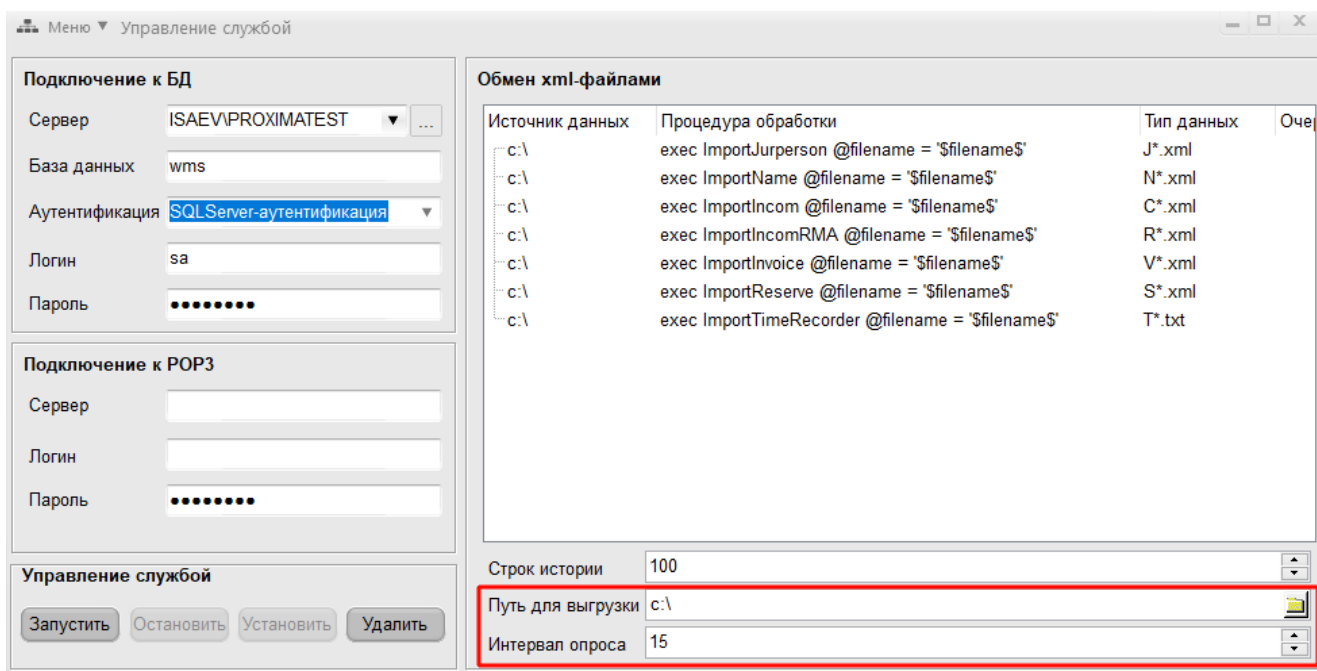 Меню ▼ Управление службой
Подключение к БД
Сервер ISAEV\PROXIMATEST ...
База данных wms
Аутентификация SQLServer-аутентификация
Логин sa
Пароль ●●●●●●●●
Подключение к POP3
Сервер
Логин
Пароль ●●●●●●●●
Управление службой
Запустить Остановить Установить Удалить
Обмен xml-файлами
Источник данных Процедура обработки Тип данных Очер
c:\ exec ImportJurperson @filename = '$filename$' J*.xml
c:\ exec ImportName @filename = '$filename$' N*.xml
c:\ exec ImportIncom @filename = '$filename$' C*.xml
c:\ exec ImportIncomRMA @filename = '$filename$' R*.xml
c:\ exec ImportInvoice @filename = '$filename$' V*.xml
c:\ exec ImportReserve @filename = '$filename$' S*.xml
c:\ exec ImportTimeRecorder @filename = '$filename$' T*.txt
Строк истории 100
Путь для выгрузки c:\
Интервал опроса 15